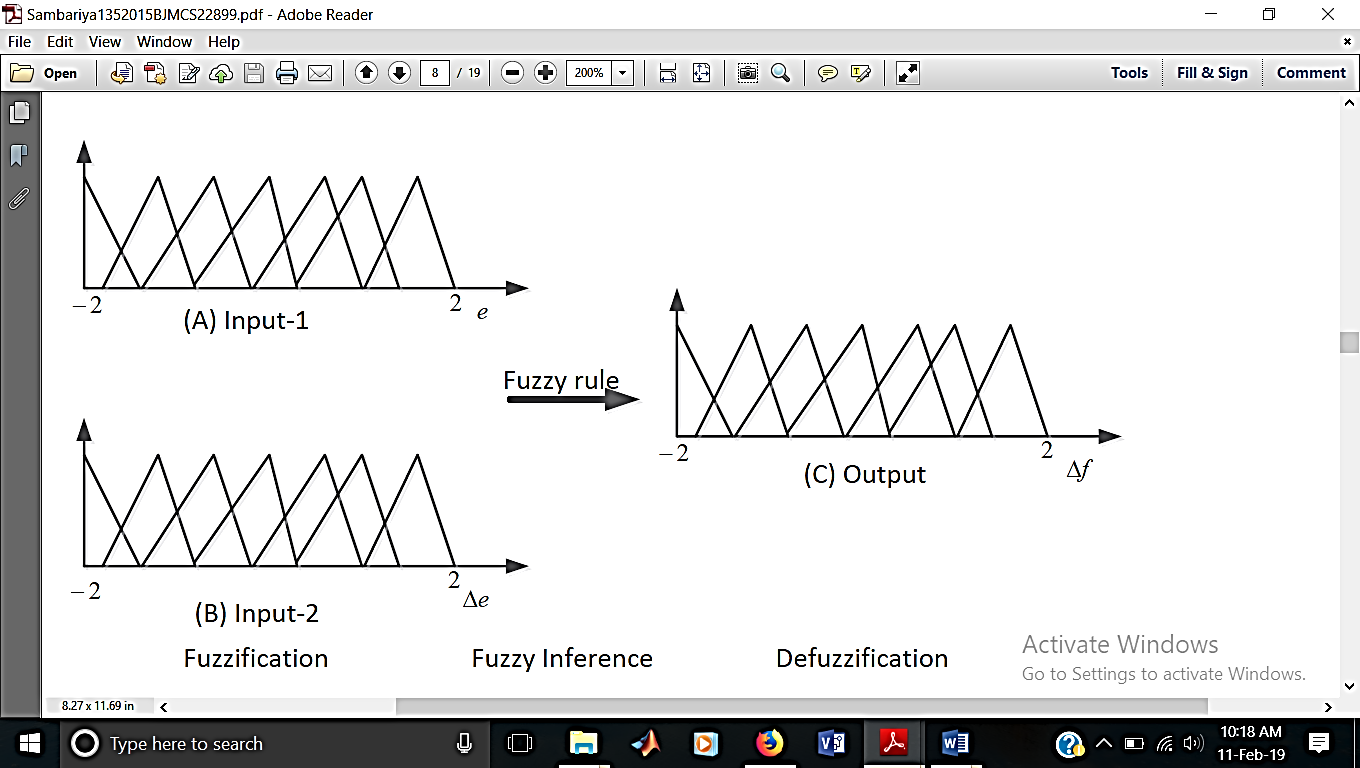 Sambariya1352015BJMCS22899.pdf - Adobe Reader
File Edit View Window Help
Open 8 / 19 200% Tools Fill & Sign Comment
−2 2 e
(A) Input-1
Fuzzy rule
−2 2 Δf
(C) Output
−2 2 Δe
(B) Input-2
Fuzzification Fuzzy Inference Defuzzification
Activate Windows
Go to Settings to activate Windows.
8.27 x 11.69 in
Type here to search
10:18 AM
11-Feb-19